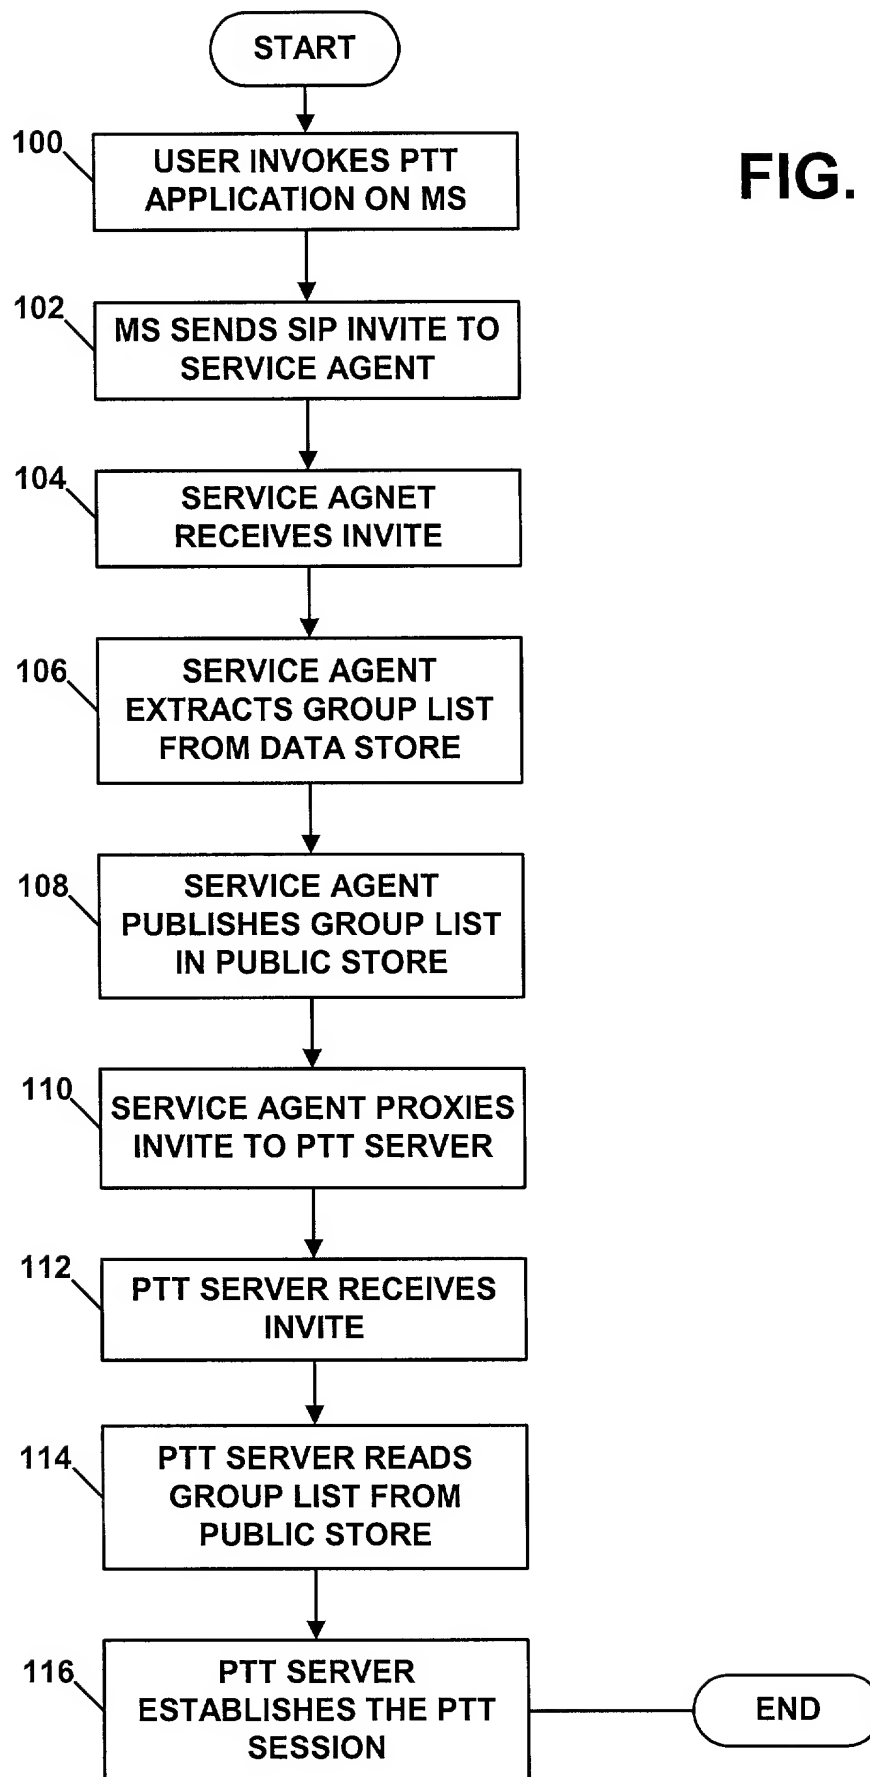 START
100
USER INVOKES PTT
APPLICATION ON MS
FIG.
102
MS SENDS SIP INVITE TO
SERVICE AGENT
104
SERVICE AGNET
RECEIVES INVITE
106
SERVICE AGENT
EXTRACTS GROUP LIST
FROM DATA STORE
108
SERVICE AGENT
PUBLISHES GROUP LIST
IN PUBLIC STORE
110
SERVICE AGENT PROXIES
INVITE TO PTT SERVER
112
PTT SERVER RECEIVES
INVITE
114
PTT SERVER READS
GROUP LIST FROM
PUBLIC STORE
116
PTT SERVER
ESTABLISHES THE PTT
SESSION
END